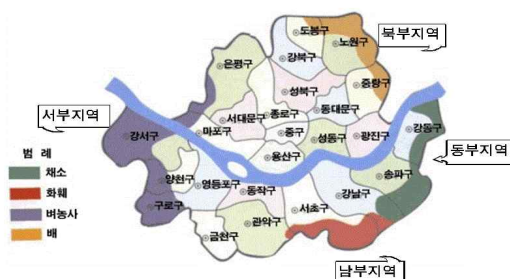 도봉구
노원구
북부지역
은평구
강북구
성북구
중랑구
서부지역
서대문구
종로구
동대문구
강서구
마포구
중구
성동구
광진구
강동구
범 례
채소
화훼
벼농사
배
용산구
동부지역
양천구
영등포구
동작구
강남구
송파구
구로구
금천구
관악구
서초구
남부지역